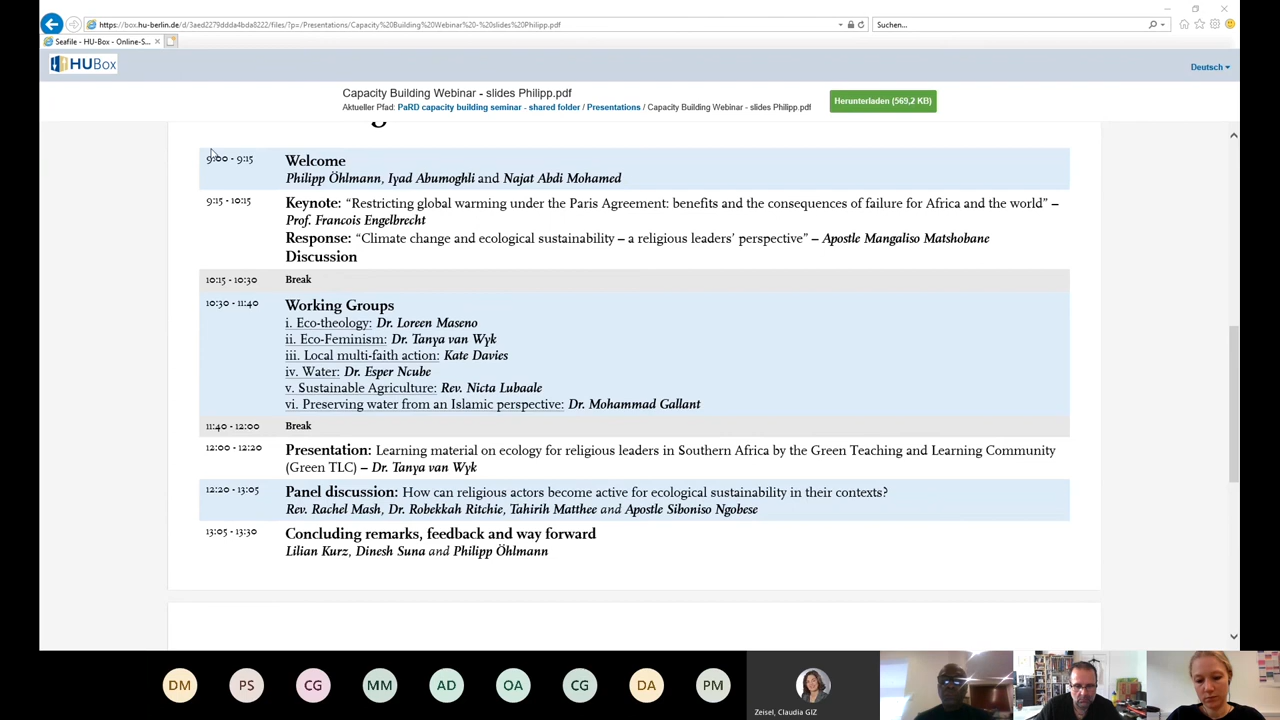 https://box.hu-berlin.de/d/3aed2279ddda4bda8222/files/?p=/Presentations/Capacity%20Building%20Webinar%20-%20slides%20Philipp.pdf
Suchen...
Seafile - HU-Box - Online-S...
HUBox
Deutsch
Capacity Building Webinar - slides Philipp.pdf
Aktueller Pfad: PaRD capacity building seminar - shared folder / Presentations / Capacity Building Webinar - slides Philipp.pdf
Herunterladen (569,2 KB)
9:00 - 9:15 Welcome
Philipp Öhlmann, Iyad Abumoghli and Najat Abdi Mohamed
9:15 - 10:15 Keynote: “Restricting global warming under the Paris Agreement: benefits and the consequences of failure for Africa and the world” –
Prof. Francois Engelbrecht
Response: “Climate change and ecological sustainability – a religious leaders’ perspective” – Apostle Mangaliso Matshobane
Discussion
10:15 - 10:30 Break
10:30 - 11:40 Working Groups
i. Eco-theology: Dr. Loreen Maseno
ii. Eco-Feminism: Dr. Tanya van Wyk
iii. Local multi-faith action: Kate Davies
iv. Water: Dr. Esper Ncube
v. Sustainable Agriculture: Rev. Nicta Lubaale
vi. Preserving water from an Islamic perspective: Dr. Mohammad Gallant
11:40 - 12:00 Break
12:00 - 12:20 Presentation: Learning material on ecology for religious leaders in Southern Africa by the Green Teaching and Learning Community
(Green TLC) – Dr. Tanya van Wyk
12:20 - 13:05 Panel discussion: How can religious actors become active for ecological sustainability in their contexts?
Rev. Rachel Mash, Dr. Robekkah Ritchie, Tahirih Matthee and Apostle Siboniso Ngobese
13:05 - 13:30 Concluding remarks, feedback and way forward
Lilian Kurz, Dinesh Suna and Philipp Öhlmann
DM PS CG MM AD OA CG DA PM
Zeisel, Claudia GIZ